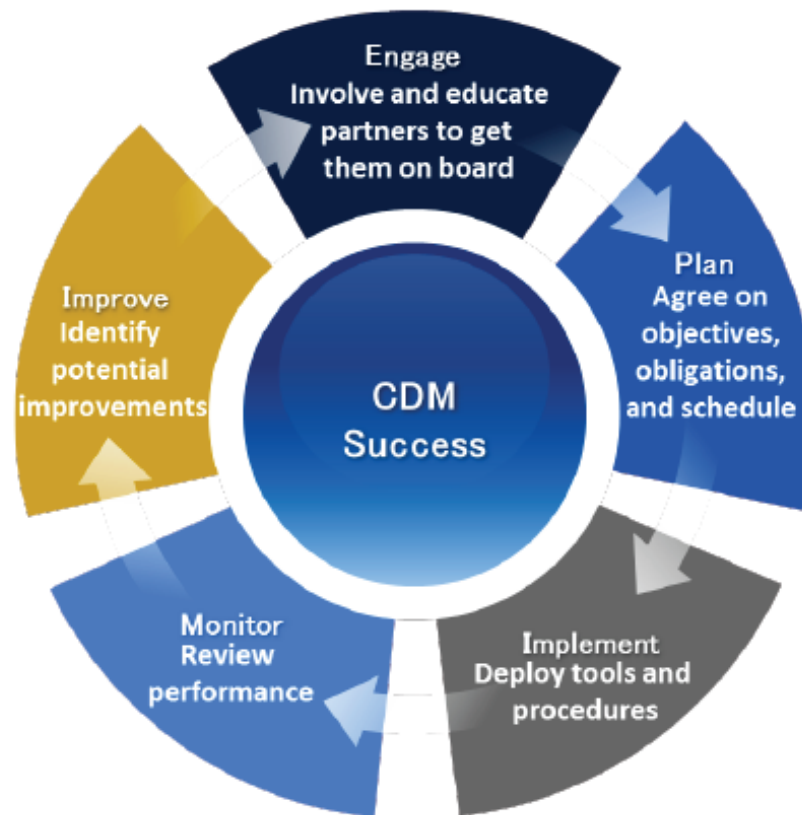 Engage
Involve and educate
partners to get
them on board
Plan
Agree on
objectives,
obligations,
and schedule
Implement
Deploy tools and
procedures
Monitor
Review
performance
Improve
Identify
potential
improvements
CDM
Success